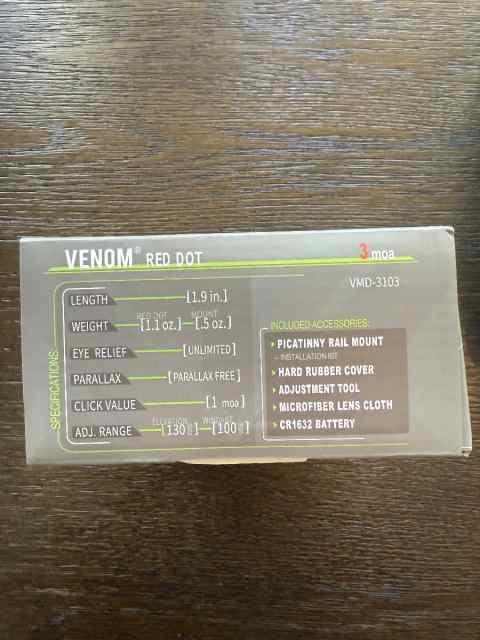 VENOM® RED DOT
3 moa
VMD-3103
SPECIFICATIONS:
LENGTH [1.9 in.]
RED DOT MOUNT
WEIGHT [1.1 oz.] [.5 oz.]
EYE RELIEF [UNLIMITED]
PARALLAX [PARALLAX FREE]
CLICK VALUE [1 moa]
ELEVATION WINDAGE
ADJ. RANGE [130 [100
INCLUDED ACCESSORIES:
PICATINNY RAIL MOUNT
– INSTALLATION KIT
HARD RUBBER COVER
ADJUSTMENT TOOL
MICROFIBER LENS CLOTH
CR1632 BATTERY